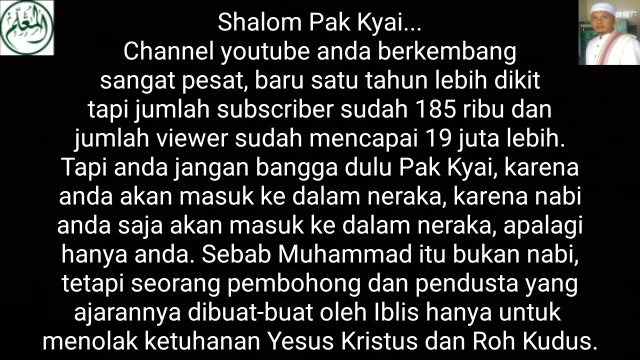 Shalom Pak Kyai...
Channel youtube anda berkembang
sangat pesat, baru satu tahun lebih dikit
tapi jumlah subscriber sudah 185 ribu dan
jumlah viewer sudah mencapai 19 juta lebih.
Tapi anda jangan bangga dulu Pak Kyai, karena
anda akan masuk ke dalam neraka, karena nabi
anda saja akan masuk ke dalam neraka, apalagi
hanya anda. Sebab Muhammad itu bukan nabi,
tetapi seorang pembohong dan pendusta yang
ajarannya dibuat-buat oleh Iblis hanya untuk
menolak ketuhanan Yesus Kristus dan Roh Kudus.